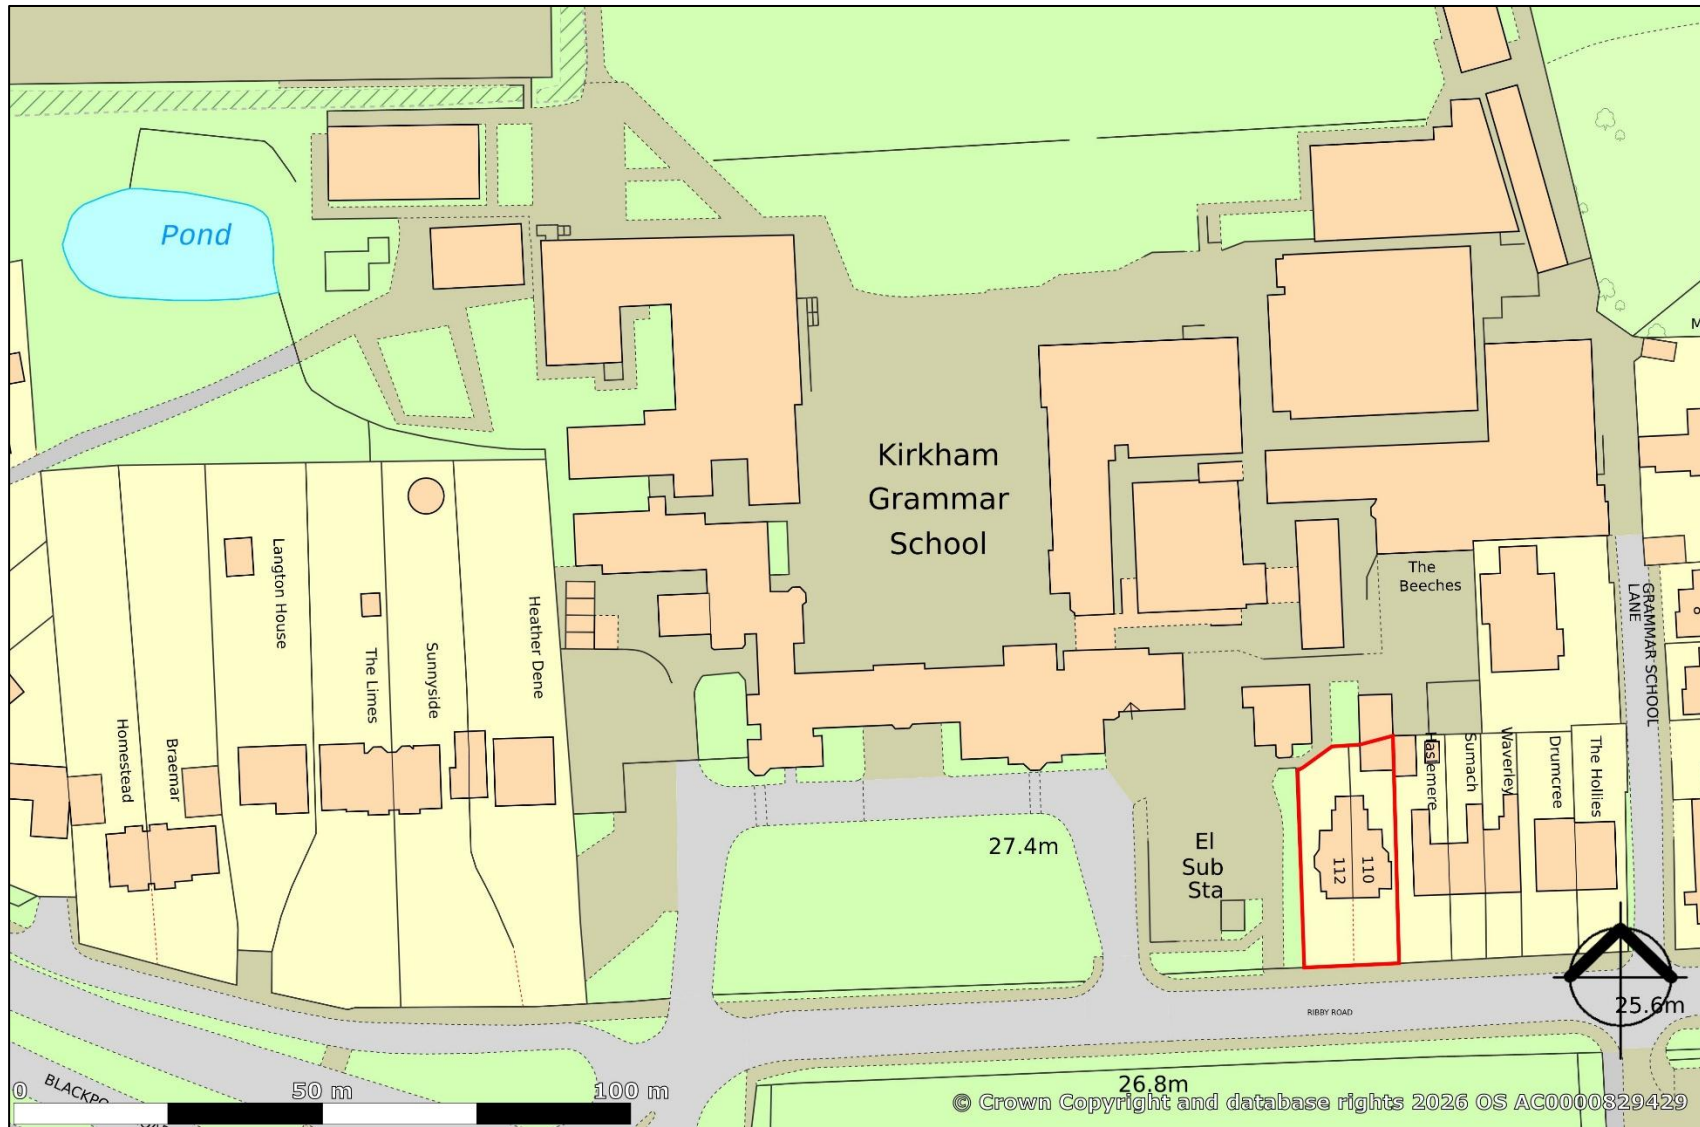 Pond
Kirkham
Grammar
School
Langton House
The Limes
Sunnyside
Heather Dene
Homestead
Braemar
The
Beeches
GRAMMAR SCHOOL
LANE
Haslemere
Sumach
Waverley
Drumcree
The Hollies
112
110
El
Sub
Sta
27.4m
25.6m
RIBBY ROAD
26.8m
0 50 m 100 m
© Crown Copyright and database rights 2026 OS AC0000829429